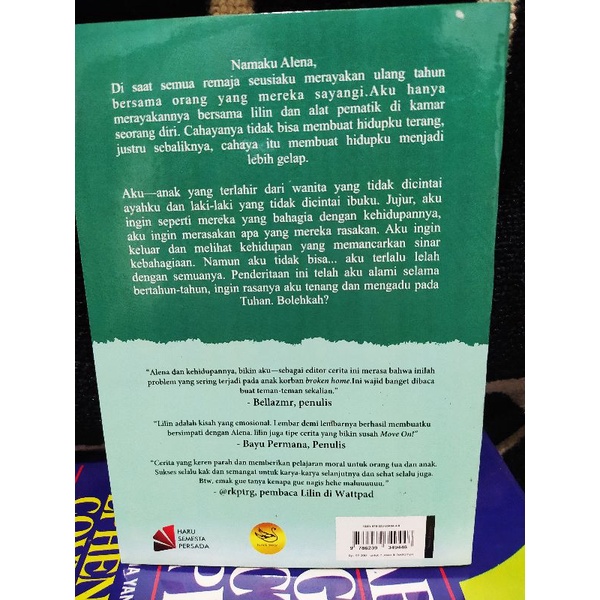 Namaku Alena,
Di saat semua remaja seusiaku merayakan ulang tahun
bersama orang yang mereka sayangi.Aku hanya
merayakannya bersama lilin dan alat pematik di kamar
seorang diri. Cahayanya tidak bisa membuat hidupku terang,
justru sebaliknya, cahaya itu membuat hidupku menjadi
lebih gelap.
Aku—anak yang terlahir dari wanita yang tidak dicintai
ayahku dan laki-laki yang tidak dicintai ibuku. Jujur, aku
ingin seperti mereka yang bahagia dengan kehidupannya,
aku ingin merasakan apa yang mereka rasakan. Aku ingin
keluar dan melihat kehidupan yang memancarkan sinar
kebahagiaan. Namun aku tidak bisa... aku terlalu lelah
dengan semuanya. Penderitaan ini telah aku alami selama
bertahun-tahun, ingin rasanya aku tenang dan mengadu pada
Tuhan. Bolehkah?
"Alena dan kehidupannya, bikin aku—sebagai editor cerita ini merasa bahwa inilah
problem yang sering terjadi pada anak korban broken home.Ini wajid banget dibaca
buat teman-teman sekalian."
- Bellazmr, penulis
"Lilin adalah kisah yang emosional. Lembar demi lembarnya berhasil membuatku
bersimpati dengan Alena. lilin juga tipe cerita yang bikin susah Move On!"
- Bayu Permana, Penulis
"Cerita yang keren parah dan memberikan pelajaran moral untuk orang tua dan anak.
Sukses selalu kak dan semangat untuk karya-karya selanjutnya dan sehat selalu juga.
Btw, emak gue tanya kenapa gue nagis hehe maluuuuuu."
- @rkptrg, pembaca Lilin di Wattpad
HARU
SEMESTA
PERSADA